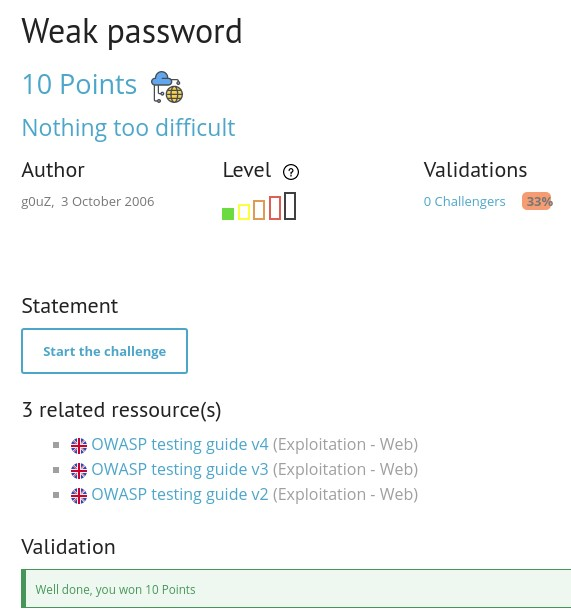 Weak password
10 Points
Nothing too difficult
Author
Level ?
Validations
g0uZ, 3 October 2006
0 Challengers 33%
Statement
Start the challenge
3 related ressource(s)
OWASP testing guide v4 (Exploitation - Web)
OWASP testing guide v3 (Exploitation - Web)
OWASP testing guide v2 (Exploitation - Web)
Validation
Well done, you won 10 Points